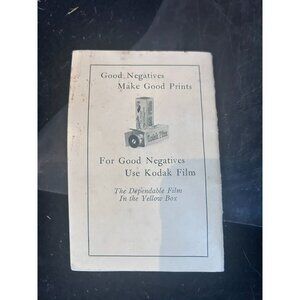 Good Negatives
Make Good Prints
Kodak Film
For Good Negatives
Use Kodak Film
The Dependable Film
In the Yellow Box